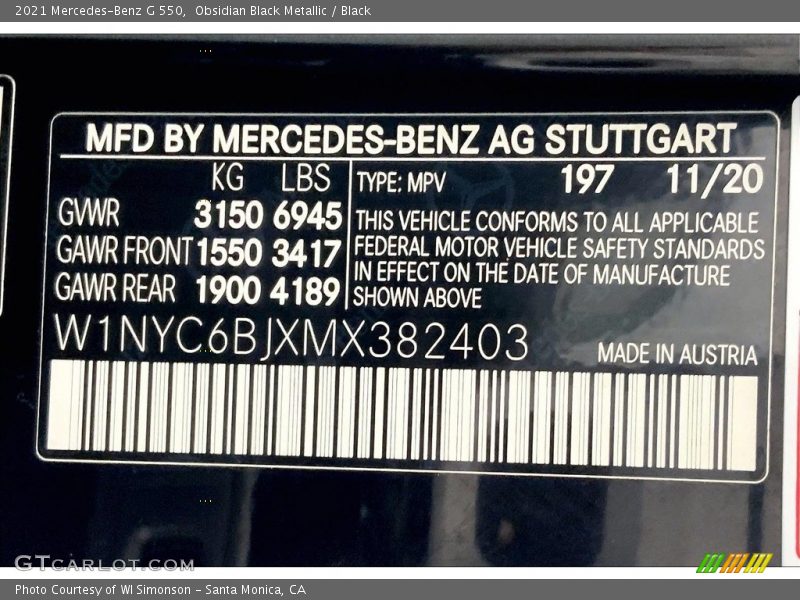 2021 Mercedes-Benz G 550,  Obsidian Black Metallic / Black
MFD BY MERCEDES-BENZ AG STUTTGART
KG LBS
GVWR 3150 6945
GAWR FRONT 1550 3417
GAWR REAR 1900 4189
TYPE: MPV 197 11/20
THIS VEHICLE CONFORMS TO ALL APPLICABLE
FEDERAL MOTOR VEHICLE SAFETY STANDARDS
IN EFFECT ON THE DATE OF MANUFACTURE
SHOWN ABOVE
W1NYC6BJXMX382403
MADE IN AUSTRIA
GTCARLOT.COM
Photo Courtesy of WI Simonson - Santa Monica, CA